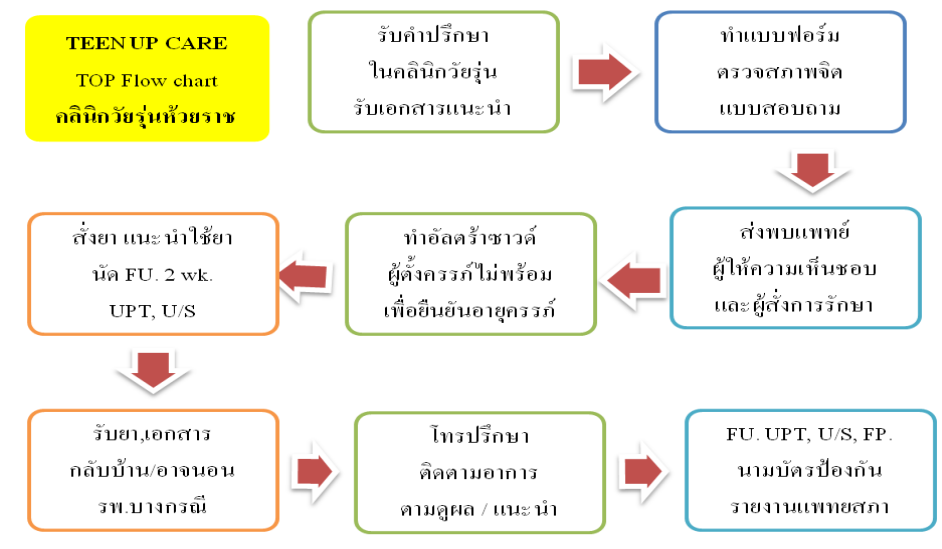 TEEN UP CARE
TOP Flow chart
คลินิกวัยรุ่นห้วยราช
รับคำปรึกษา
ในคลินิกวัยรุ่น
รับเอกสารแนะนำ
ทำแบบฟอร์ม
ตรวจสภาพจิต
แบบสอบถาม
ส่งพบแพทย์
ผู้ให้ความเห็นชอบ
และผู้สั่งการรักษา
ทำอัลตร้าซาวด์
ผู้ตั้งครรภ์ไม่พร้อม
เพื่อยืนยันอายุครรภ์
สั่งยา แนะนำใช้ยา
นัด FU. 2 wk.
UPT, U/S
รับยา,เอกสาร
กลับบ้าน/อาจนอน
รพ.บางกรณี
โทรปรึกษา
ติดตามอาการ
ตามดูผล / แนะนำ
FU. UPT, U/S, FP.
นามบัตรป้องกัน
รายงานแพทยสภา